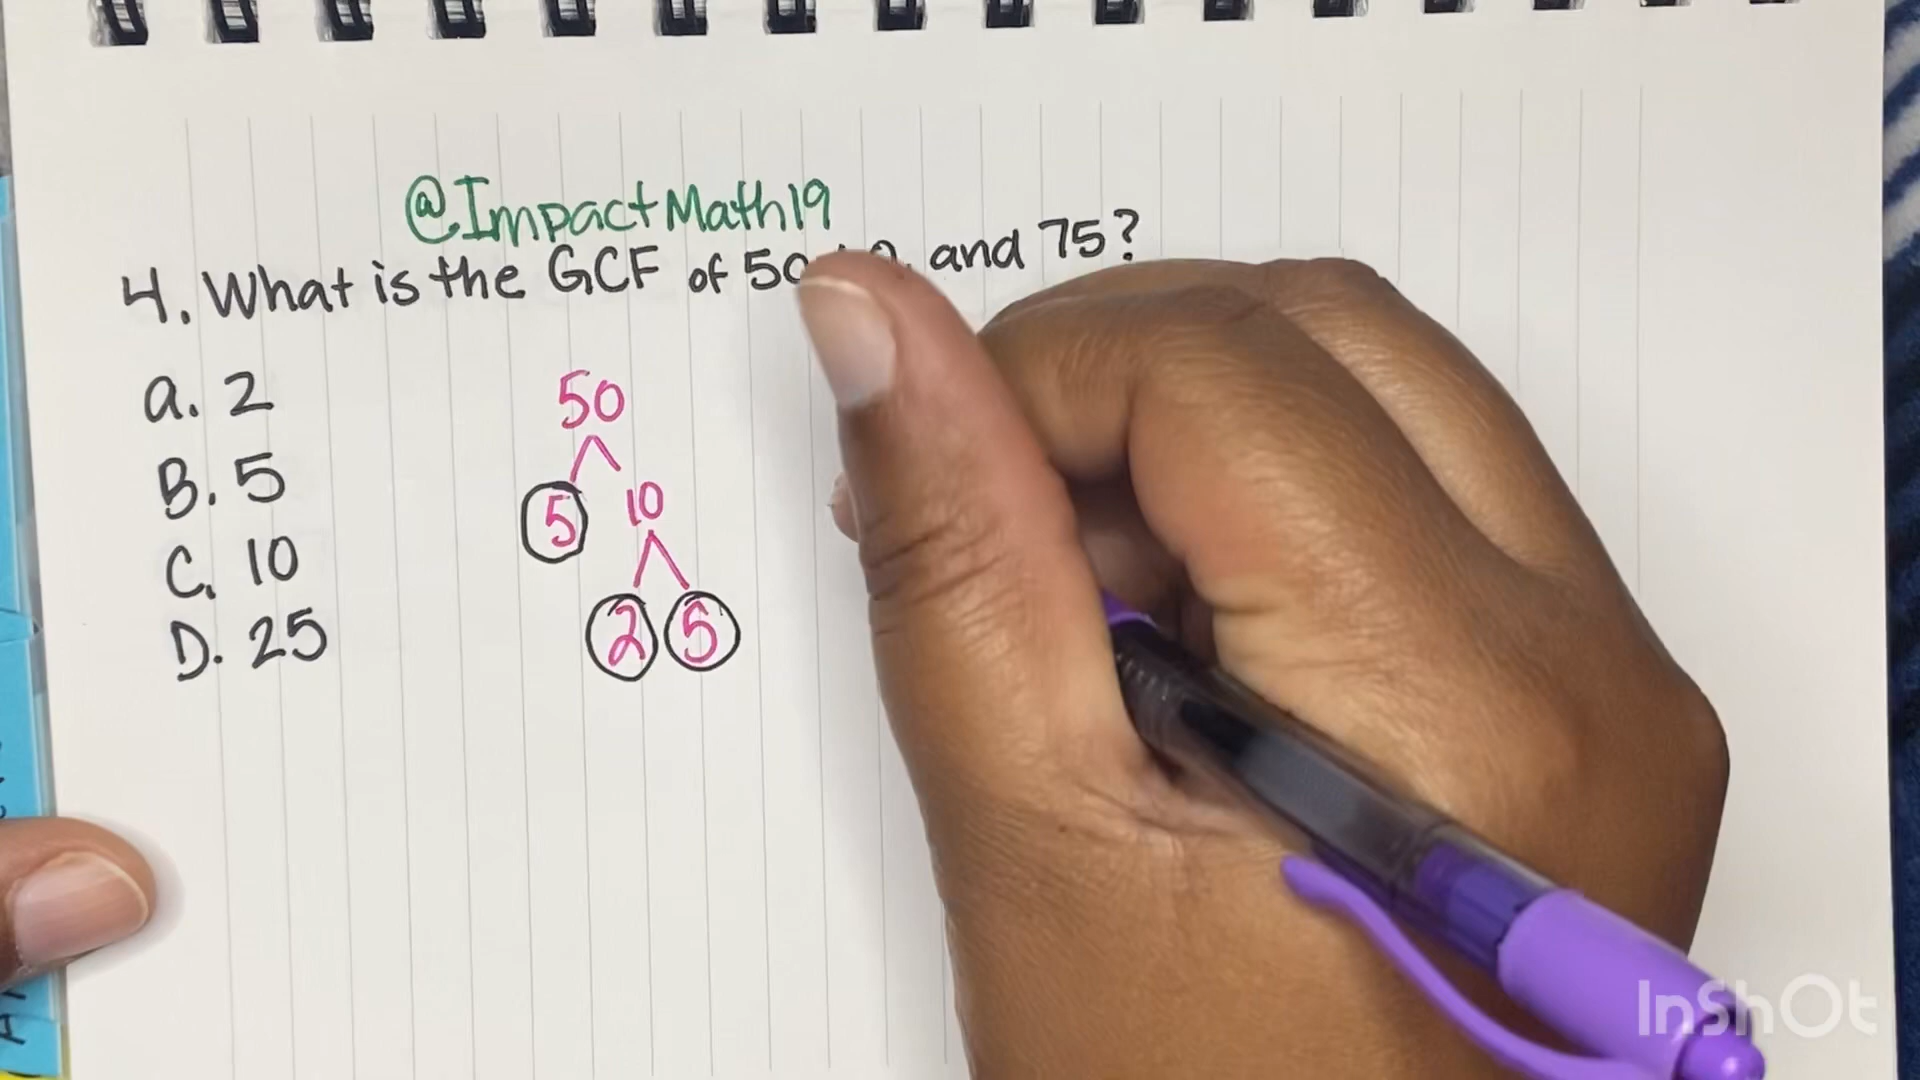 @ImpactMath19
4. What is the GCF of 50 and 75?
a. 2
B. 5
C. 10
D. 25
50
5 10
2 5
InShOt